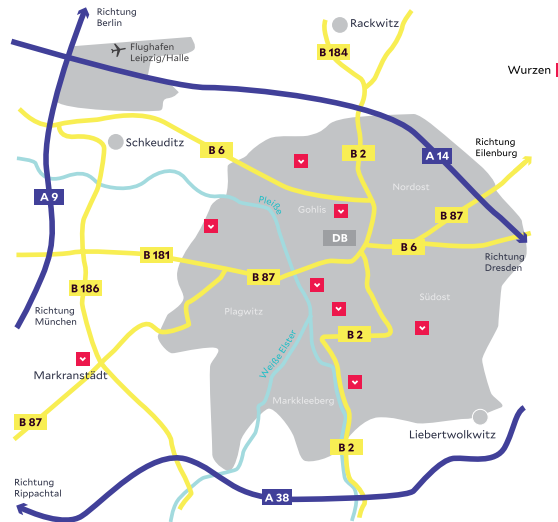 Richtung
Berlin
Rackwitz
Flughafen
Leipzig/Halle
B 184
Wurzen
Schkeuditz
B 6
B 2
A 14
Richtung
Eilenburg
Nordost
A 9
Pleiße
Gohlis
B 87
DB
B 6
B 181
Richtung
Dresden
B 87
B 186
Südost
Richtung
München
Plagwitz
B 2
Weiße Elster
Markranstädt
Markkleeberg
B 87
Liebertwolkwitz
B 2
Richtung
Rippachtal
A 38